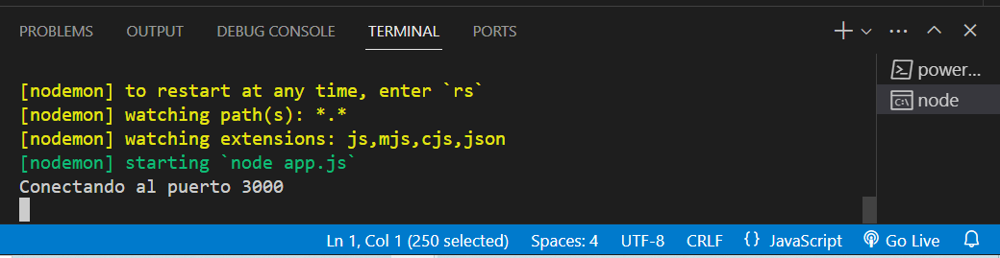 PROBLEMS OUTPUT DEBUG CONSOLE TERMINAL PORTS
[nodemon] to restart at any time, enter `rs`
[nodemon] watching path(s): *.*
[nodemon] watching extensions: js,mjs,cjs,json
[nodemon] starting `node app.js`
Conectando al puerto 3000
power...
node
Ln 1, Col 1 (250 selected) Spaces: 4 UTF-8 CRLF {} JavaScript Go Live